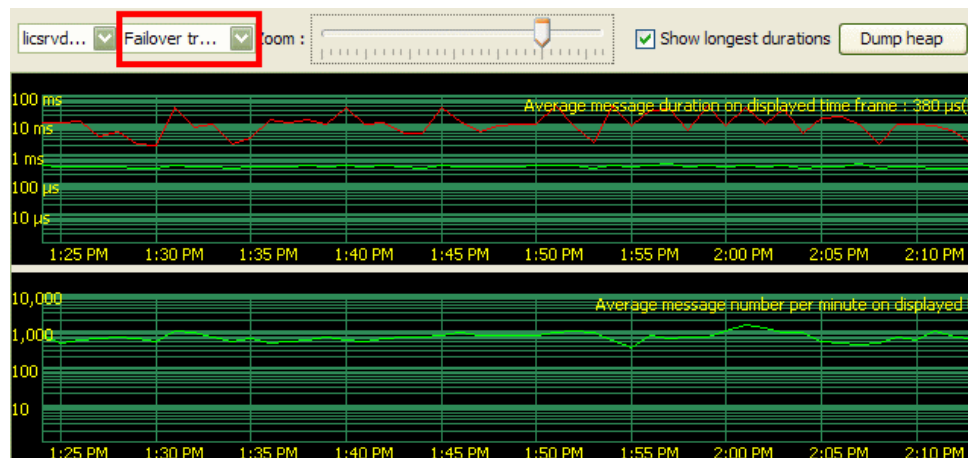 licsrvd... Failover tr... Zoom : Show longest durations Dump heap
100 ms
Average message duration on displayed time frame : 380 µs(
10 ms
1 ms
100 µs
10 µs
1:25 PM 1:30 PM 1:35 PM 1:40 PM 1:45 PM 1:50 PM 1:55 PM 2:00 PM 2:05 PM 2:10 PM
10,000
Average message number per minute on displayed
1,000
100
10
1:25 PM 1:30 PM 1:35 PM 1:40 PM 1:45 PM 1:50 PM 1:55 PM 2:00 PM 2:05 PM 2:10 PM